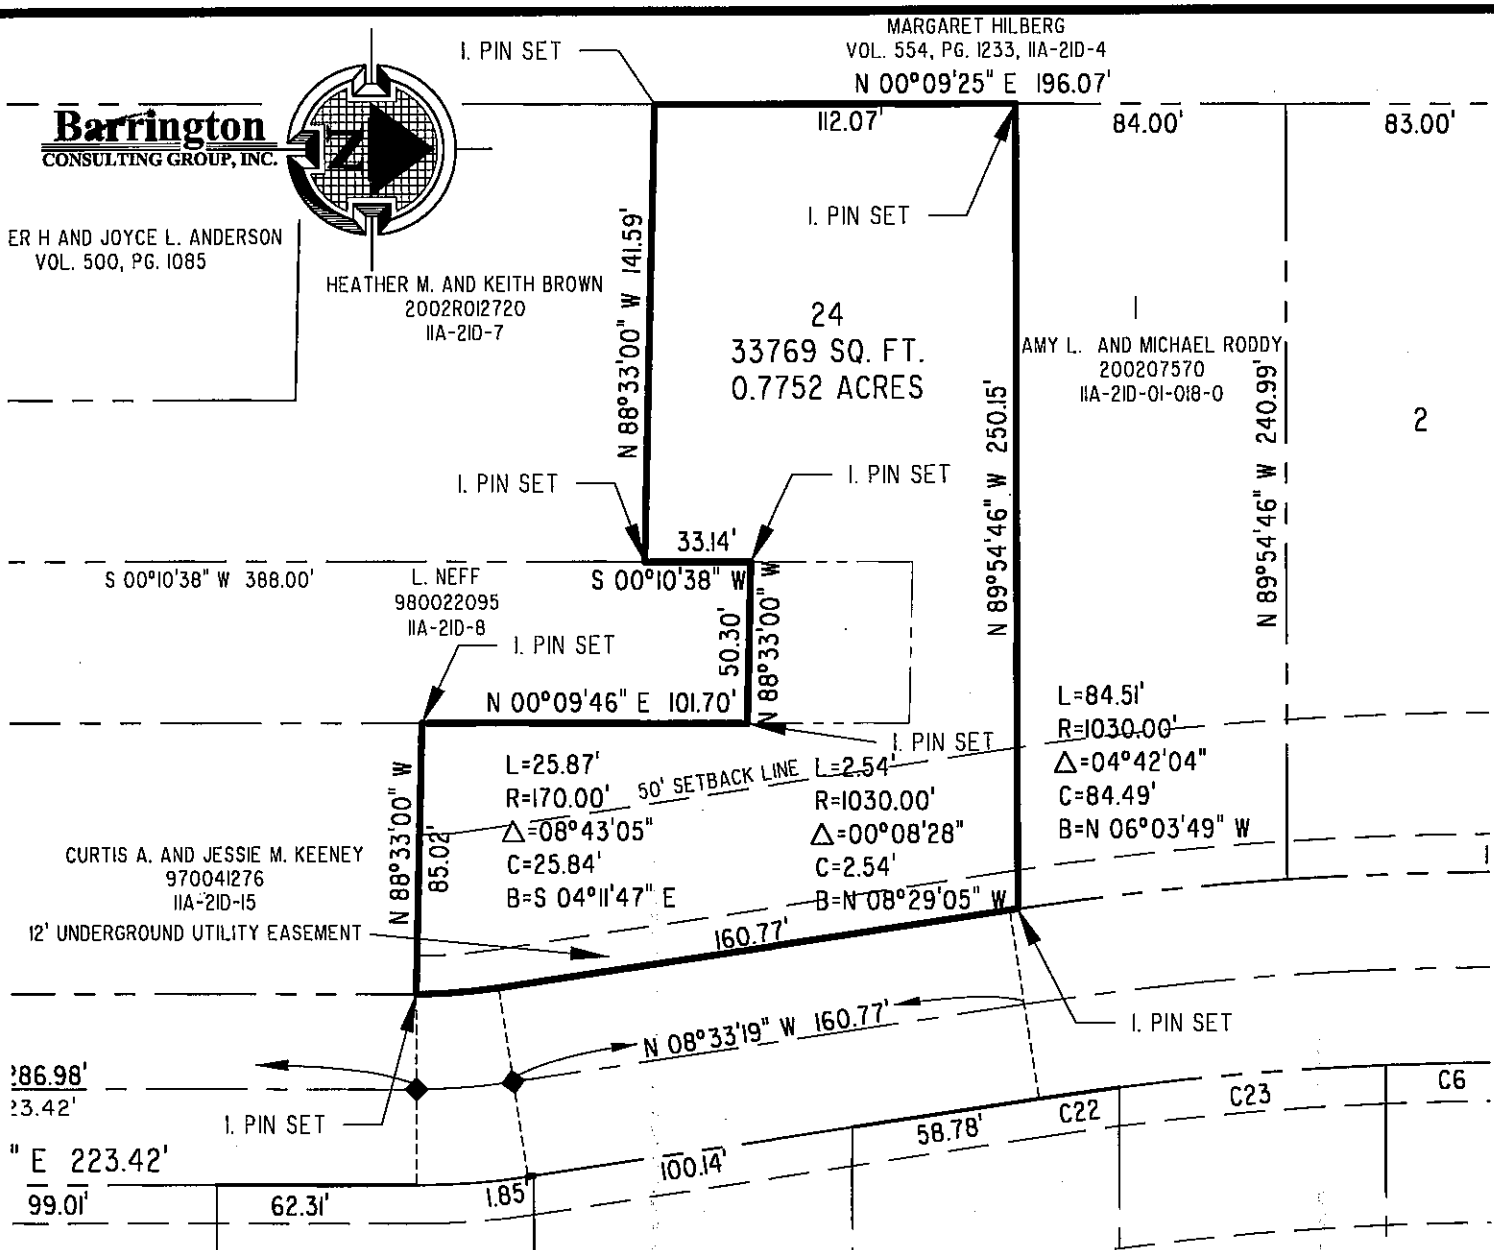 MARGARET HILBERG
VOL. 554, PG. 1233, 11A-21D-4
N 00°09'25" E 196.07'
I. PIN SET
112.07'
84.00'
83.00'
Barrington
CONSULTING GROUP, INC.
N
I. PIN SET
ER H AND JOYCE L. ANDERSON
VOL. 500, PG. 1085
HEATHER M. AND KEITH BROWN
2002R012720
11A-21D-7
N 88°33'00" W 141.59'
24
33769 SQ. FT.
0.7752 ACRES
AMY L. AND MICHAEL RODDY
200207570
11A-21D-01-018-0
N 89°54'46" W 250.15'
N 89°54'46" W 240.99'
2
I. PIN SET
I. PIN SET
33.14'
S 00°10'38" W 388.00'
S 00°10'38" W
L. NEFF
980022095
11A-21D-8
I. PIN SET
50.30'
N 88°33'00" W
N 00°09'46" E 101.70'
I. PIN SET
L=25.87'
R=170.00'
△=08°43'05"
C=25.84'
B=S 04°11'47" E
50' SETBACK LINE
L=2.54'
R=1030.00'
△=00°08'28"
C=2.54'
B=N 08°29'05" W
L=84.51'
R=1030.00'
△=04°42'04"
C=84.49'
B=N 06°03'49" W
N 88°33'00" W
85.02'
CURTIS A. AND JESSIE M. KEENEY
970041276
11A-21D-15
12' UNDERGROUND UTILITY EASEMENT
160.77'
N 08°33'19" W 160.77'
I. PIN SET
286.98'
23.42'
I. PIN SET
" E 223.42'
99.01'
62.31'
1.85'
100.14'
58.78'
C22
C23
C6